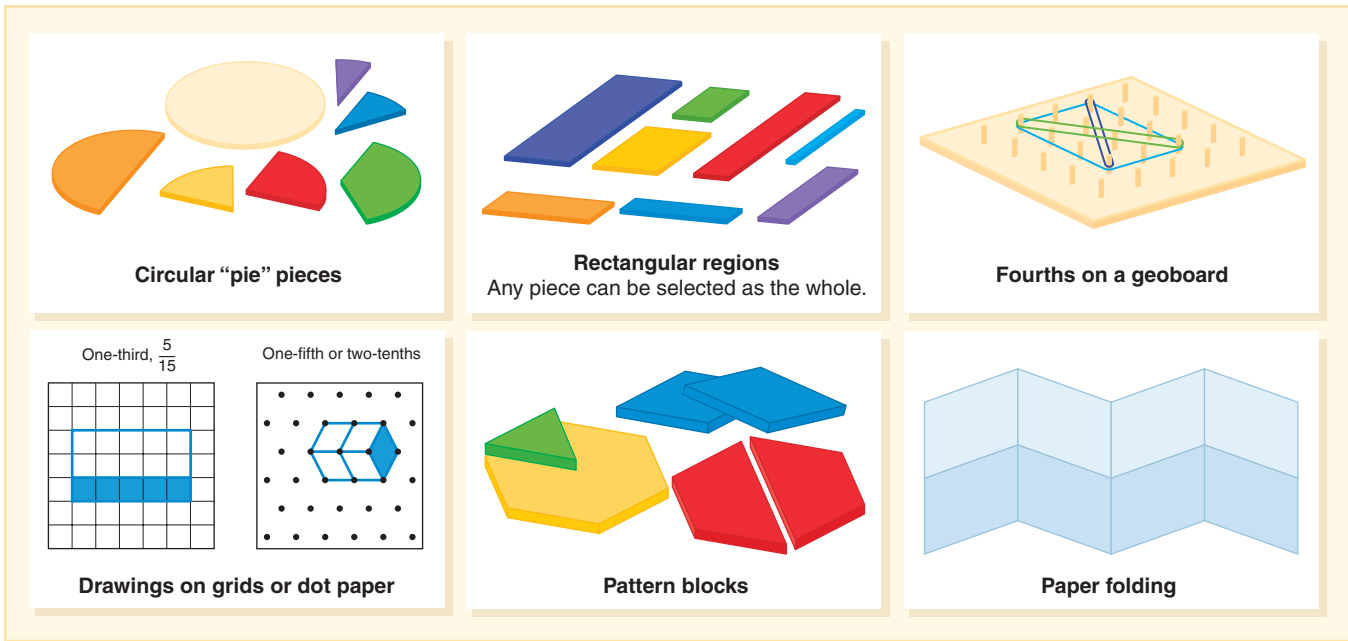 Circular “pie” pieces
Rectangular regions
Any piece can be selected as the whole.
Fourths on a geoboard
One-third, 5/15
One-fifth or two-tenths
Drawings on grids or dot paper
Pattern blocks
Paper folding